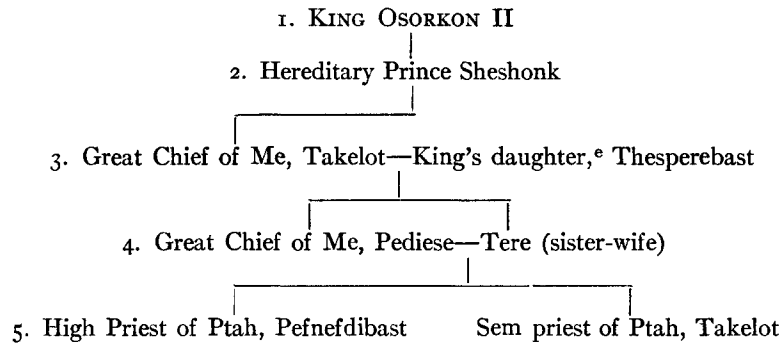 1. KING OSORKON II
2. Hereditary Prince Sheshonk
3. Great Chief of Me, Takelot—King's daughter,ᵉ Thesperebast
4. Great Chief of Me, Pediese—Tere (sister-wife)
5. High Priest of Ptah, Pefnefdibast Sem priest of Ptah, Takelot